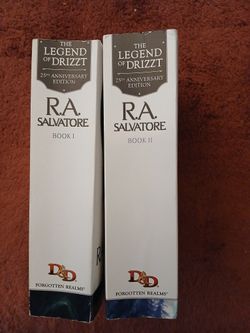 THE
LEGEND
OF DRIZZT
25TH ANNIVERSARY
EDITION
R.A.
SALVATORE
BOOK I
D&D
FORGOTTEN REALMS®
THE
LEGEND
OF DRIZZT
25TH ANNIVERSARY
EDITION
R.A.
SALVATORE
BOOK II
D&D
FORGOTTEN REALMS®